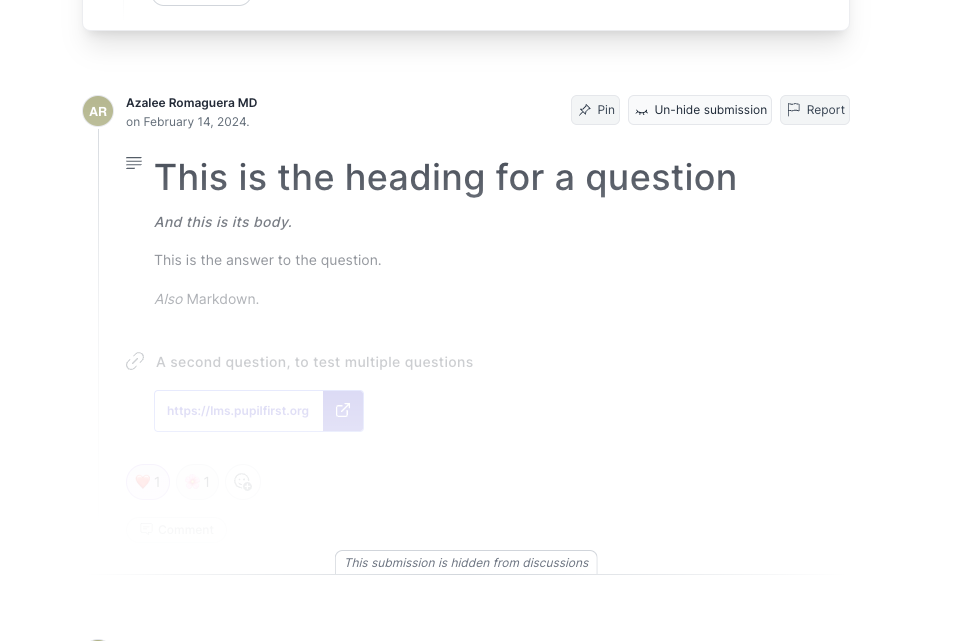 AR
Azalee Romaguera MD
on February 14, 2024.
Pin
Un-hide submission
Report
This is the heading for a question
And this is its body.
This is the answer to the question.
Also Markdown.
A second question, to test multiple questions
https://lms.pupilfirst.org
1
1
Comment
This submission is hidden from discussions